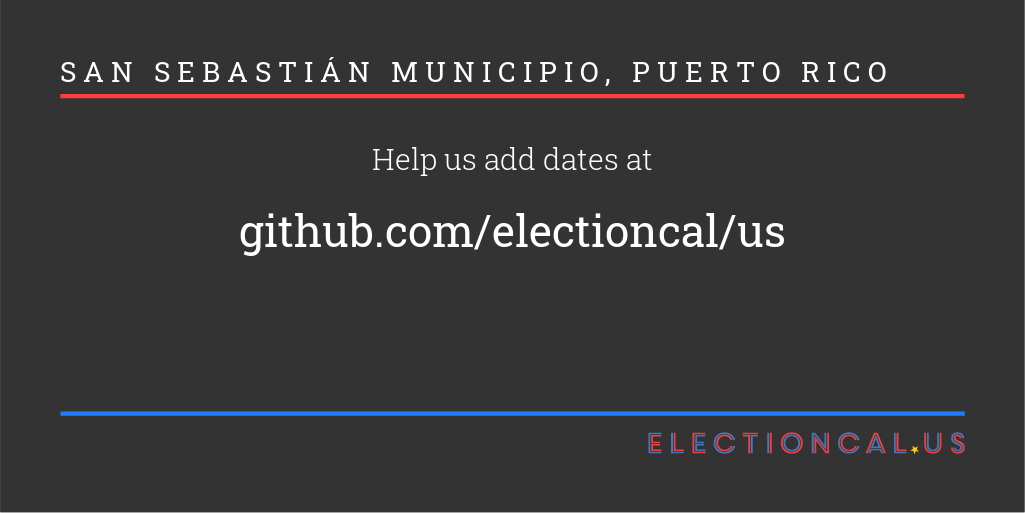 SAN SEBASTIÁN MUNICIPIO, PUERTO RICO
Help us add dates at
github.com/electioncal/us
ELECTIONCAL.US